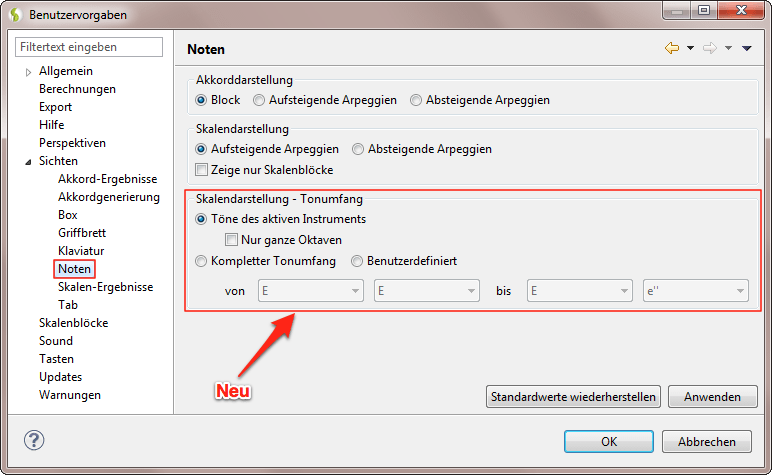 Benutzervorgaben
Filtertext eingeben
Allgemein
Berechnungen
Export
Hilfe
Perspektiven
Sichten
Akkord-Ergebnisse
Akkordgenerierung
Box
Griffbrett
Klaviatur
Noten
Skalen-Ergebnisse
Tab
Skalenblöcke
Sound
Tasten
Updates
Warnungen
Noten
Akkorddarstellung
Block Aufsteigende Arpeggien Absteigende Arpeggien
Skalendarstellung
Aufsteigende Arpeggien Absteigende Arpeggien
Zeige nur Skalenblöcke
Skalendarstellung - Tonumfang
Töne des aktiven Instruments
Nur ganze Oktaven
Kompletter Tonumfang Benutzerdefiniert
von E E bis E e''
Neu
Standardwerte wiederherstellen Anwenden
? OK Abbrechen